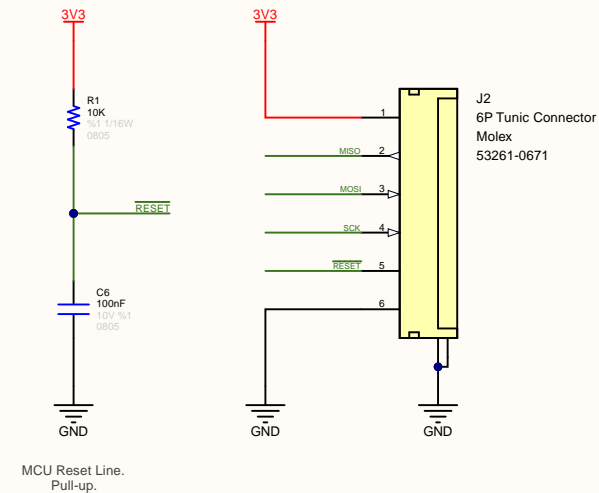 3V3
R1
10K
%1 1/16W
0805
RESET
C6
100nF
10V %1
0805
GND
MCU Reset Line.
Pull-up.
3V3
1
MISO 2
MOSI 3
SCK 4
RESET 5
6
GND
J2
6P Tunic Connector
Molex
53261-0671
GND